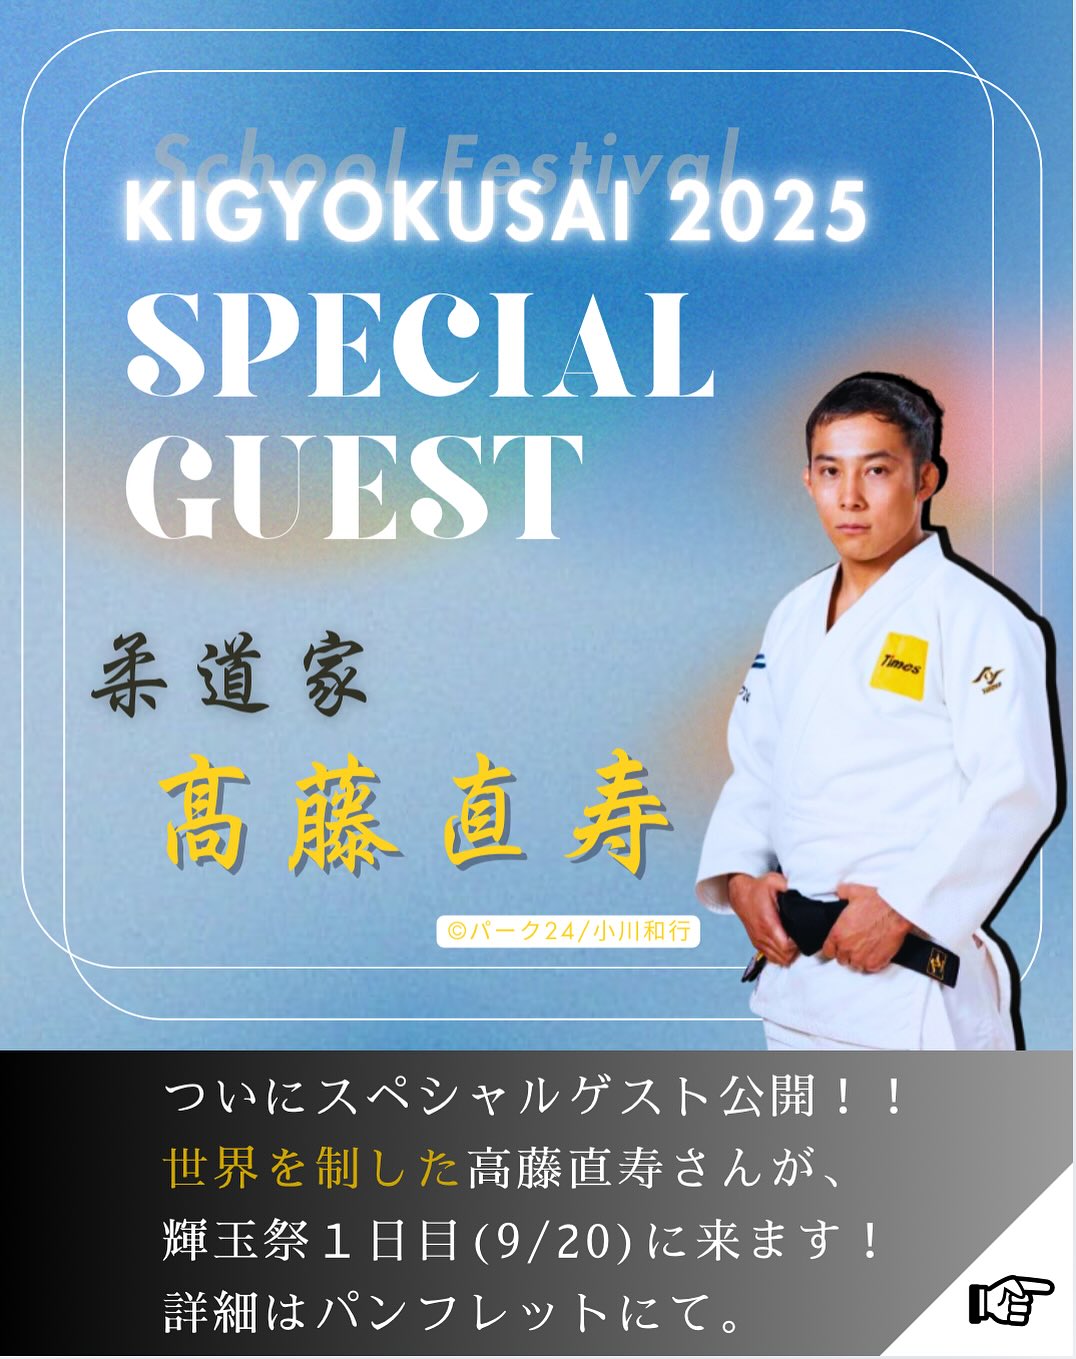 School Festival
KIGYOKUSAI 2025
SPECIAL
GUEST
柔道家
髙藤直寿
Times
©パーク24/小川和行
ついにスペシャルゲスト公開！！
世界を制した高藤直寿さんが、
輝玉祭１日目(9/20)に来ます！
詳細はパンフレットにて。